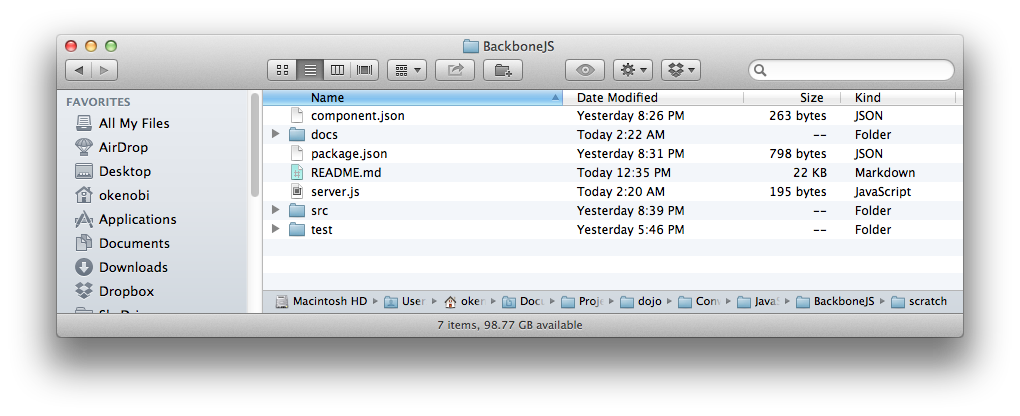 BackboneJS
FAVORITES
All My Files
AirDrop
Desktop
okenobi
Applications
Documents
Downloads
Dropbox
Name Date Modified Size Kind
component.json Yesterday 8:26 PM 263 bytes JSON
docs Today 2:22 AM -- Folder
package.json Yesterday 8:31 PM 798 bytes JSON
README.md Today 12:35 PM 22 KB Markdown
server.js Today 2:20 AM 195 bytes JavaScript
src Yesterday 8:39 PM -- Folder
test Yesterday 5:46 PM -- Folder
Macintosh HD User oken Docu Proje dojo Con Java BackboneJS scratch
7 items, 98.77 GB available